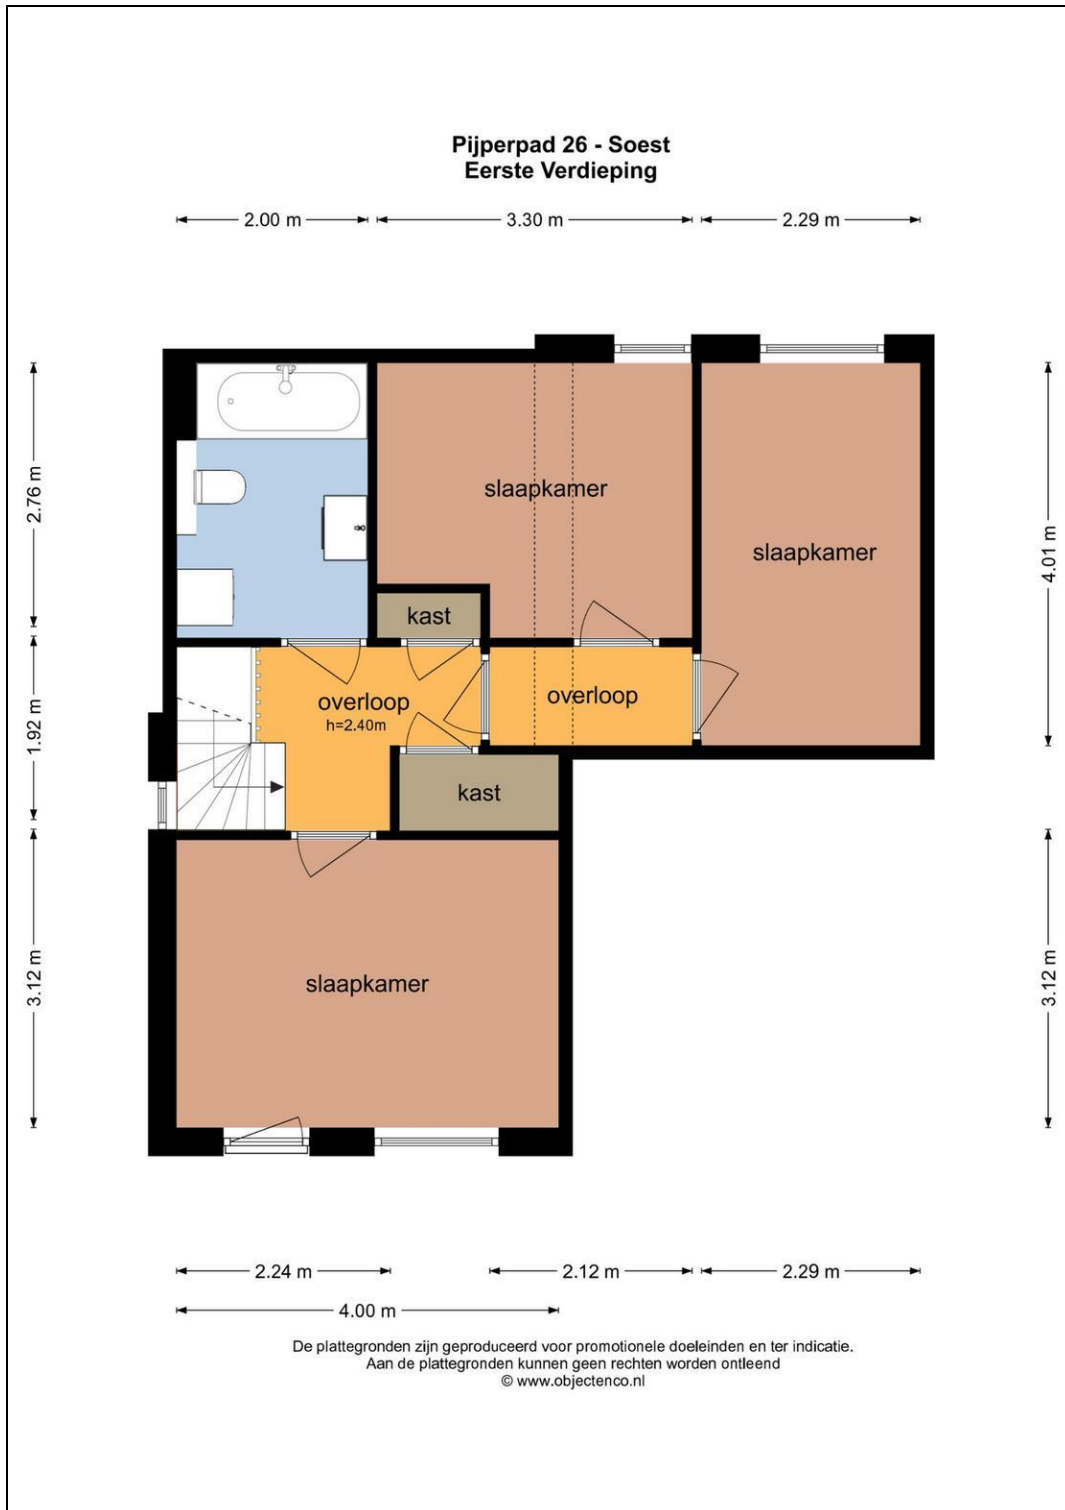 Pijperpad 26 - Soest
Eerste Verdieping
2.00 m
3.30 m
2.29 m
2.76 m
4.01 m
slaapkamer
slaapkamer
kast
1.92 m
overloop
h=2.40m
overloop
kast
3.12 m
slaapkamer
3.12 m
2.24 m
2.12 m
2.29 m
4.00 m
De plattegronden zijn geproduceerd voor promotionele doeleinden en ter indicatie.
Aan de plattegronden kunnen geen rechten worden ontleend
© www.objectenco.nl